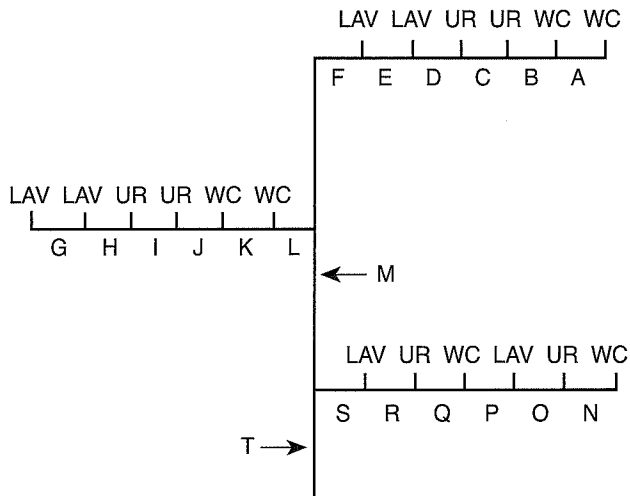 LAV LAV UR UR WC WC
F E D C B A
LAV LAV UR UR WC WC
G H I J K L
M
LAV UR WC LAV UR WC
S R Q P O N
T